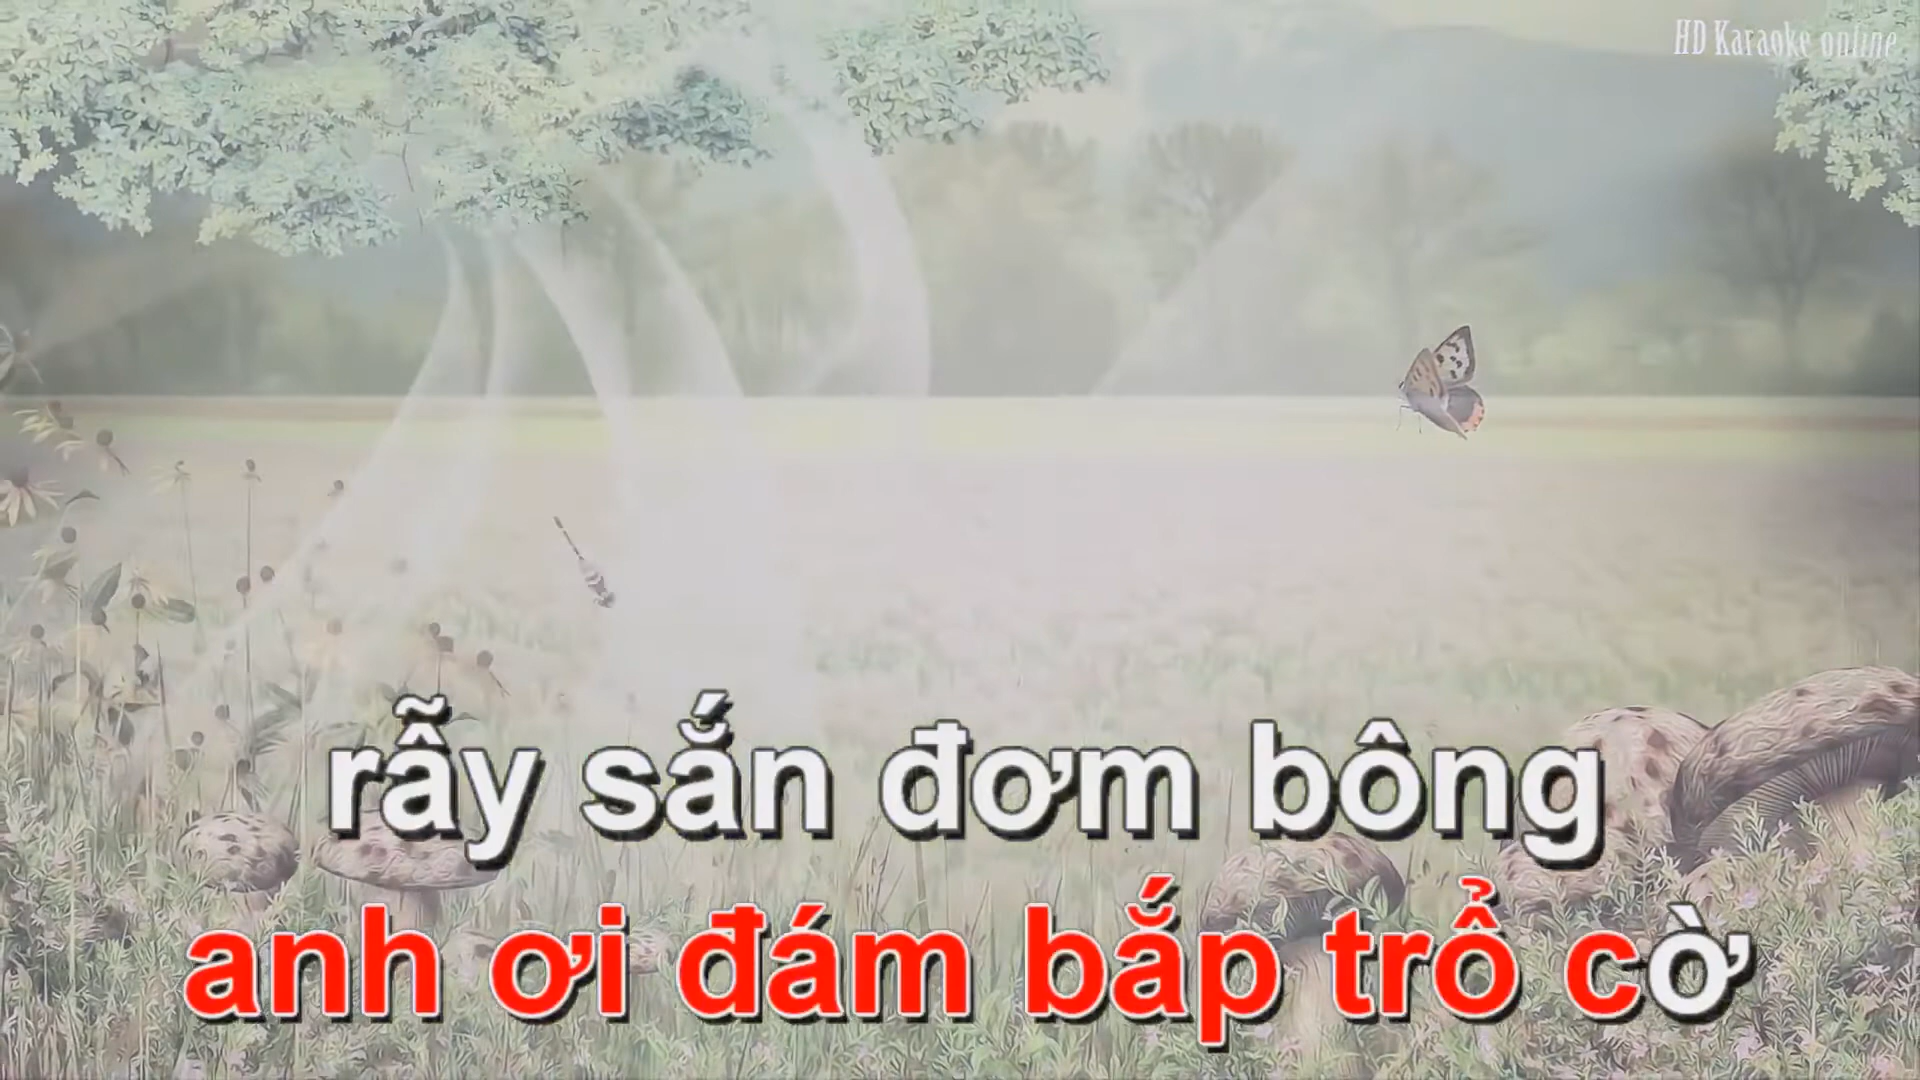 HD Karaoke online
rẫy sắn đơm bông
anh ơi đám bắp trổ cờ